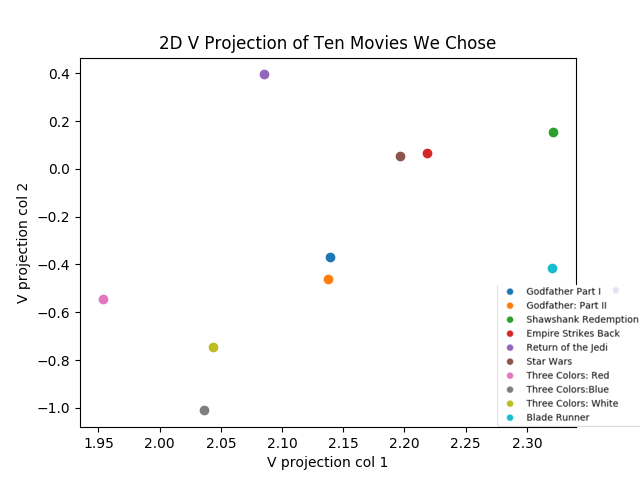 2D V Projection of Ten Movies We Chose
0.4
0.2
0.0
−0.2
−0.4
−0.6
−0.8
−1.0
V projection col 2
1.95
2.00
2.05
2.10
2.15
2.20
2.25
2.30
V projection col 1
Godfather Part I
Godfather: Part II
Shawshank Redemption
Empire Strikes Back
Return of the Jedi
Star Wars
Three Colors: Red
Three Colors:Blue
Three Colors: White
Blade Runner